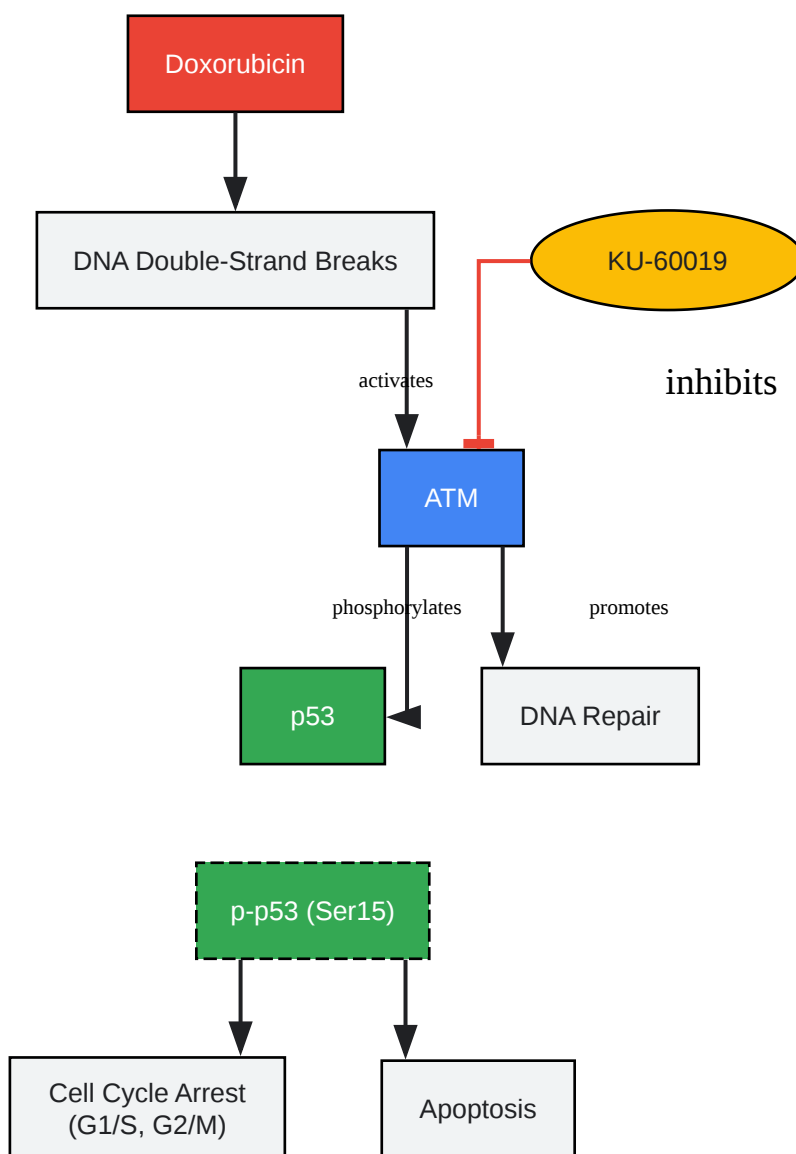 Doxorubicin
DNA Double-Strand Breaks
KU-60019
activates
inhibits
ATM
phosphorylates
promotes
p53
DNA Repair
p-p53 (Ser15)
Cell Cycle Arrest
(G1/S, G2/M)
Apoptosis